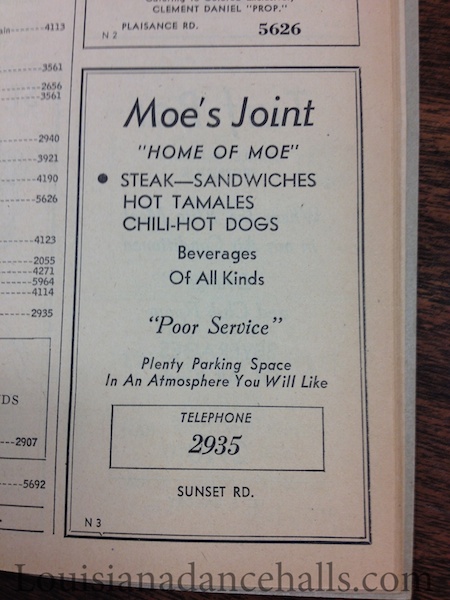 CLEMENT DANIEL "PROP."
ain----4113
N 2
PLAISANCE RD.
5626
-----3561
-----2656
-----3561
-----2940
-----3921
-----4190
-----5626
-----4123
-----2055
-----4271
-----5964
-----4114
-----2935
DS
---2907
-----5692
Moe's Joint
"HOME OF MOE"
• STEAK—SANDWICHES
HOT TAMALES
CHILI-HOT DOGS
Beverages
Of All Kinds
"Poor Service"
Plenty Parking Space
In An Atmosphere You Will Like
TELEPHONE
2935
SUNSET RD.
N 3
Louisianadancehalls.com